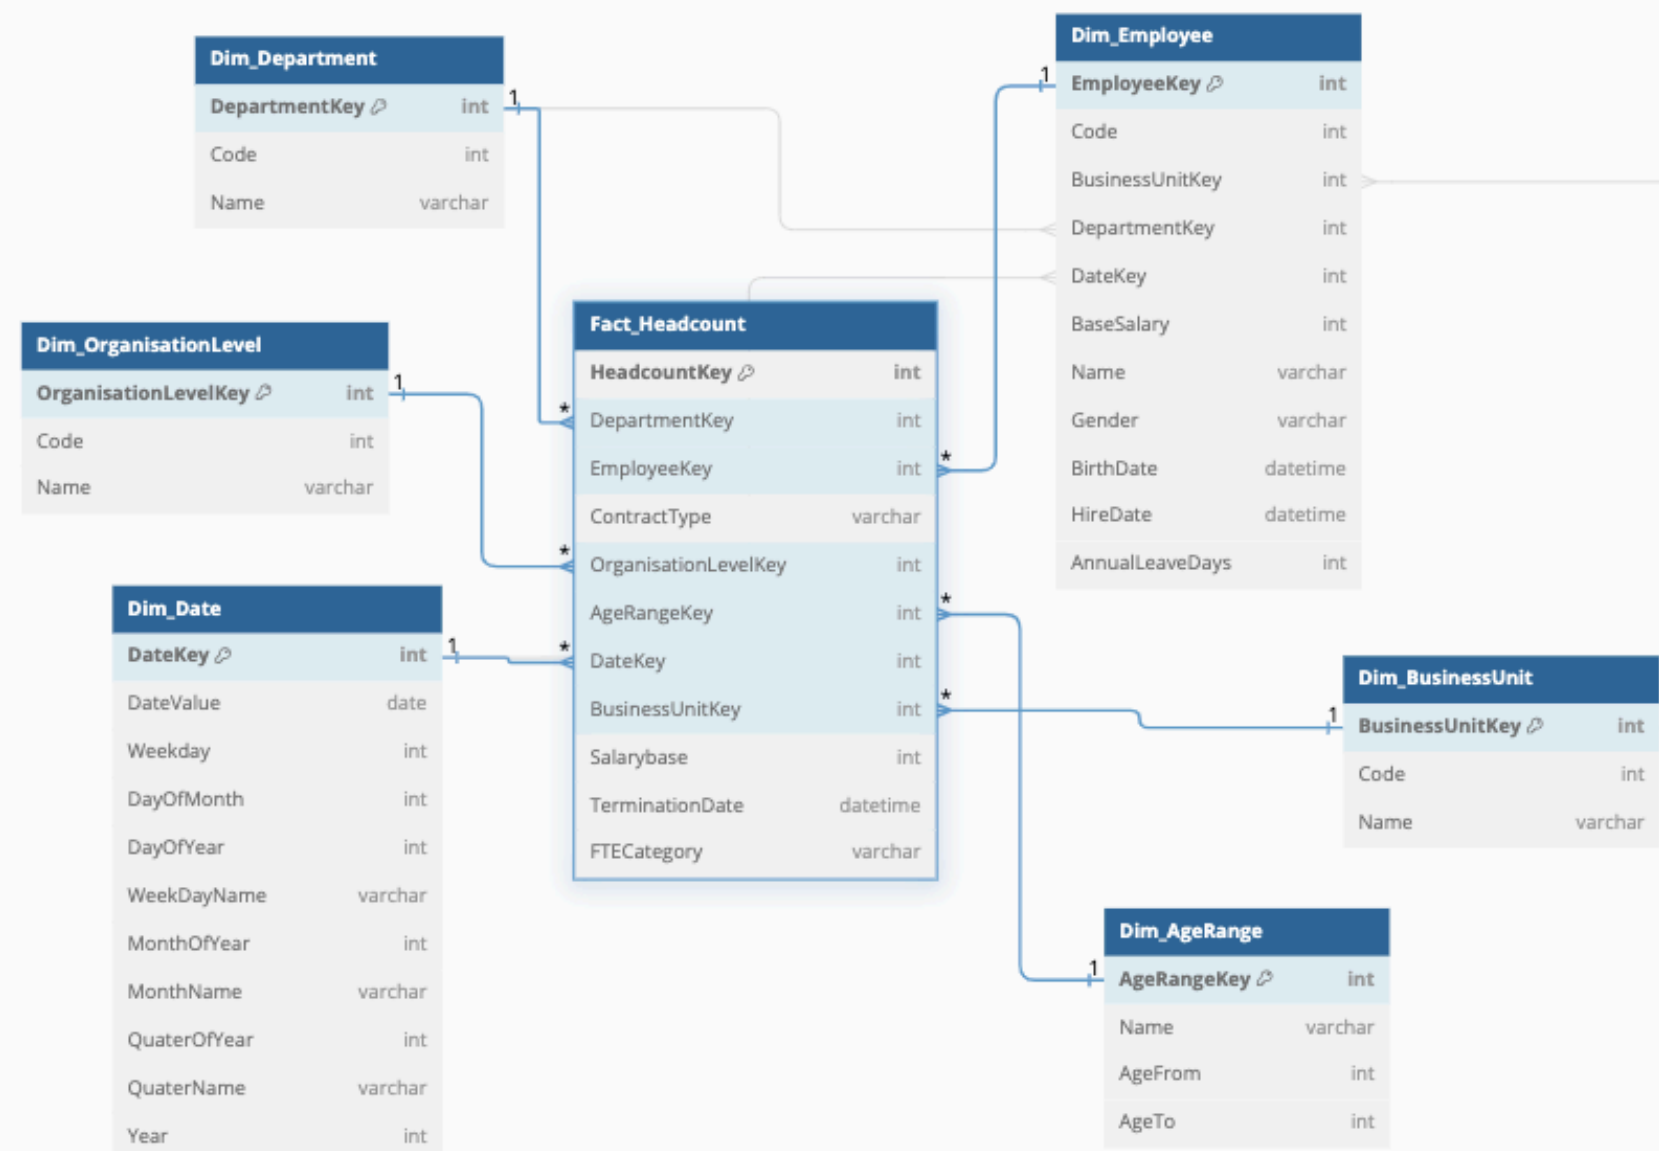 Dim_Department
DepartmentKey int
Code int
Name varchar
Dim_Employee
EmployeeKey int
Code int
BusinessUnitKey int
DepartmentKey int
DateKey int
BaseSalary int
Name varchar
Gender varchar
BirthDate datetime
HireDate datetime
AnnualLeaveDays int
Dim_OrganisationLevel
OrganisationLevelKey int
Code int
Name varchar
Fact_Headcount
HeadcountKey int
DepartmentKey int
EmployeeKey int
ContractType varchar
OrganisationLevelKey int
AgeRangeKey int
DateKey int
BusinessUnitKey int
Salarybase int
TerminationDate datetime
FTECategory varchar
Dim_Date
DateKey int
DateValue date
Weekday int
DayOfMonth int
DayOfYear int
WeekDayName varchar
MonthOfYear int
MonthName varchar
QuaterOfYear int
QuaterName varchar
Year int
Dim_BusinessUnit
BusinessUnitKey int
Code int
Name varchar
Dim_AgeRange
AgeRangeKey int
Name varchar
AgeFrom int
AgeTo int
1
1
1
1
1
1
*
*
*
*
*
*